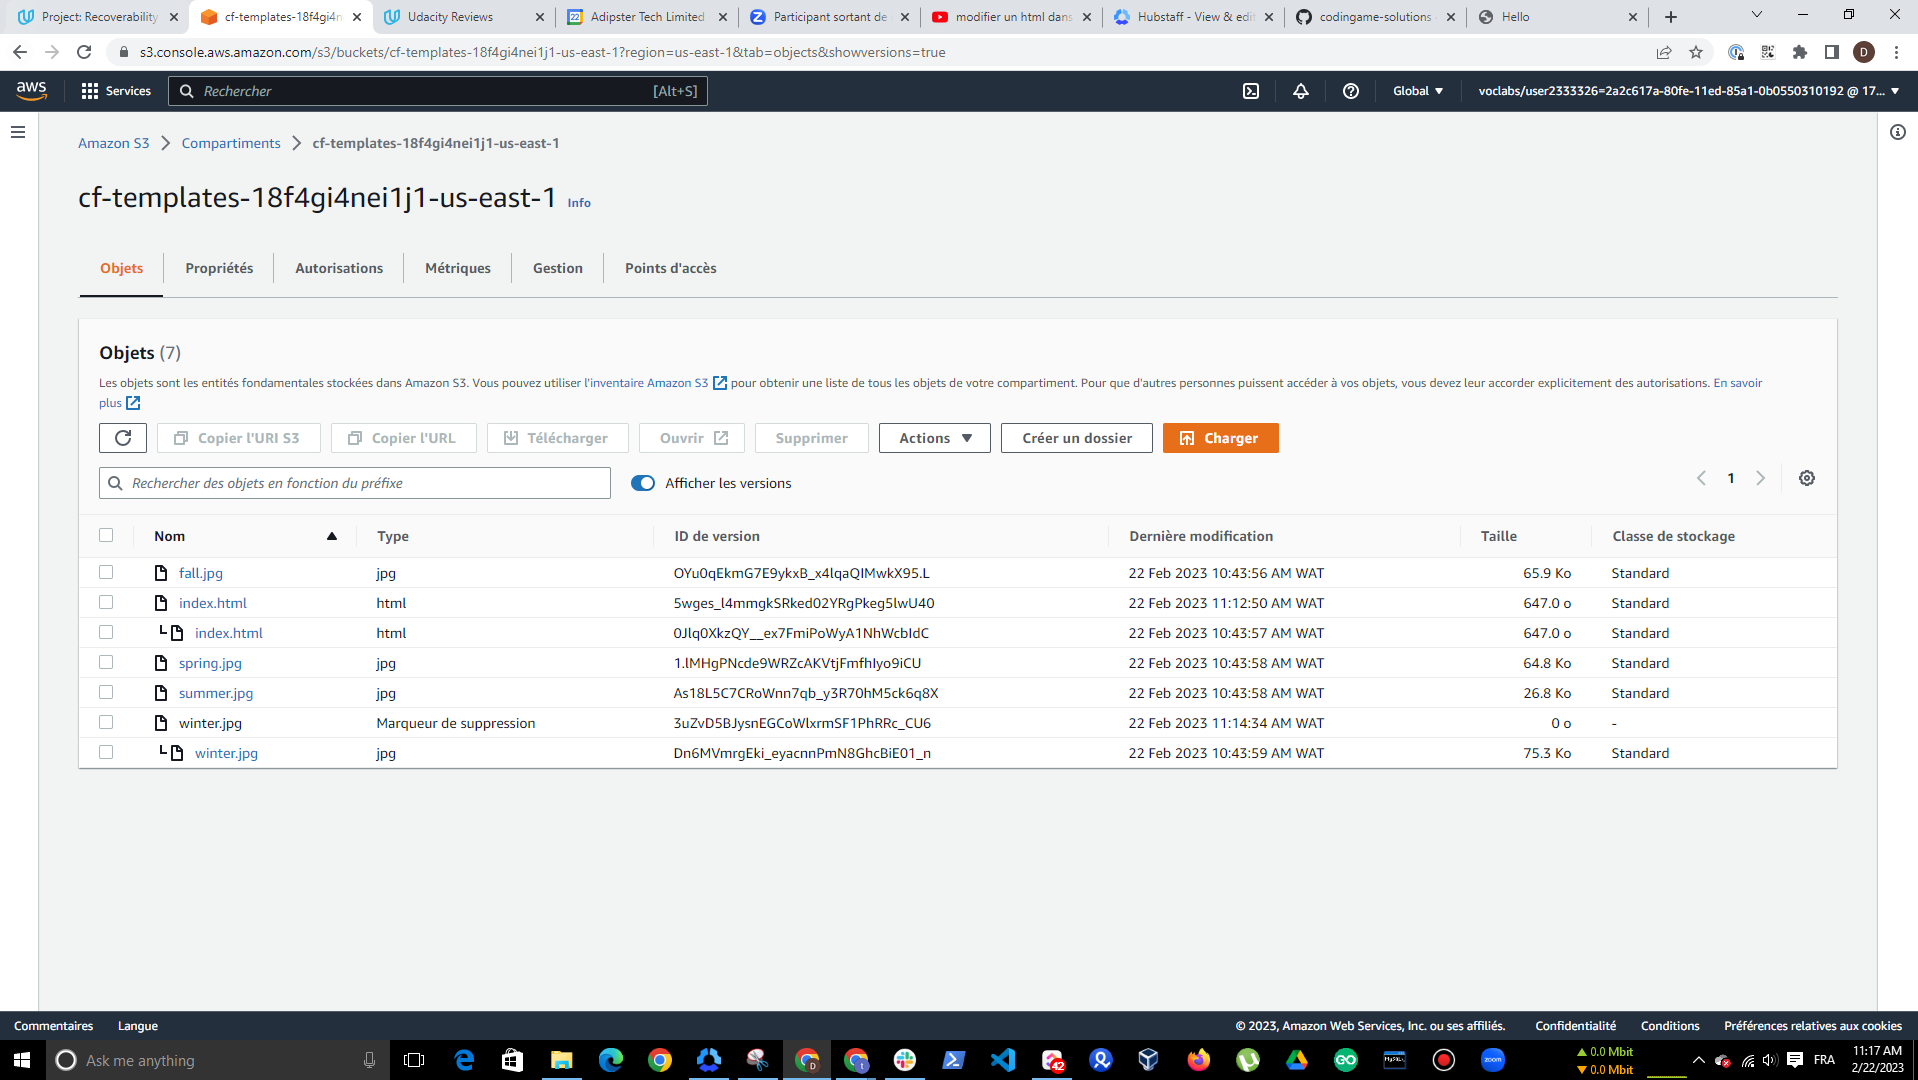 Project: Recoverability
cf-templates-18f4gi4n
Udacity Reviews
Adipster Tech Limited
Participant sortant de
modifier un html dans
Hubstaff - View & edit
codingame-solutions
Hello
s3.console.aws.amazon.com/s3/buckets/cf-templates-18f4gi4nei1j1-us-east-1?region=us-east-1&tab=objects&showversions=true
D
aws
Services
Rechercher
[Alt+S]
Global
voclabs/user2333326=2a2c617a-80fe-11ed-85a1-0b0550310192 @ 17...
Amazon S3
Compartiments
cf-templates-18f4gi4nei1j1-us-east-1
cf-templates-18f4gi4nei1j1-us-east-1 Info
Objets
Propriétés
Autorisations
Métriques
Gestion
Points d'accès
Objets (7)
Les objets sont les entités fondamentales stockées dans Amazon S3. Vous pouvez utiliser l'inventaire Amazon S3 pour obtenir une liste de tous les objets de votre compartiment. Pour que d'autres personnes puissent accéder à vos objets, vous devez leur accorder explicitement des autorisations. En savoir
plus
Copier l'URI S3
Copier l'URL
Télécharger
Ouvrir
Supprimer
Actions
Créer un dossier
Charger
Rechercher des objets en fonction du préfixe
Afficher les versions
1
Nom Type ID de version Dernière modification Taille Classe de stockage
fall.jpg jpg OYu0qEkmG7E9ykxB_x4lqaQIMwkX95.L 22 Feb 2023 10:43:56 AM WAT 65.9 Ko Standard
index.html html 5wges_l4mmgkSRked02YRgPkeg5lwU40 22 Feb 2023 11:12:50 AM WAT 647.0 o Standard
index.html html 0Jlq0XkzQY__ex7FmiPoWyA1NhWcbIdC 22 Feb 2023 10:43:57 AM WAT 647.0 o Standard
spring.jpg jpg 1.lMHgPNcde9WRZcAKVtjFmfhIyo9iCU 22 Feb 2023 10:43:58 AM WAT 64.8 Ko Standard
summer.jpg jpg As18L5C7CRoWnn7qb_y3R70hM5ck6q8X 22 Feb 2023 10:43:58 AM WAT 26.8 Ko Standard
winter.jpg Marqueur de suppression 3uZvD5BJysnEGCoWlxrmSF1PhRRc_CU6 22 Feb 2023 11:14:34 AM WAT 0 o -
winter.jpg jpg Dn6MVmrgEki_eyacnnPmN8GhcBiE01_n 22 Feb 2023 10:43:59 AM WAT 75.3 Ko Standard
Commentaires
Langue
© 2023, Amazon Web Services, Inc. ou ses affiliés.
Confidentialité
Conditions
Préférences relatives aux cookies
Ask me anything
42
zoom
0.0 Mbit
0.0 Mbit
FRA
11:17 AM
2/22/2023